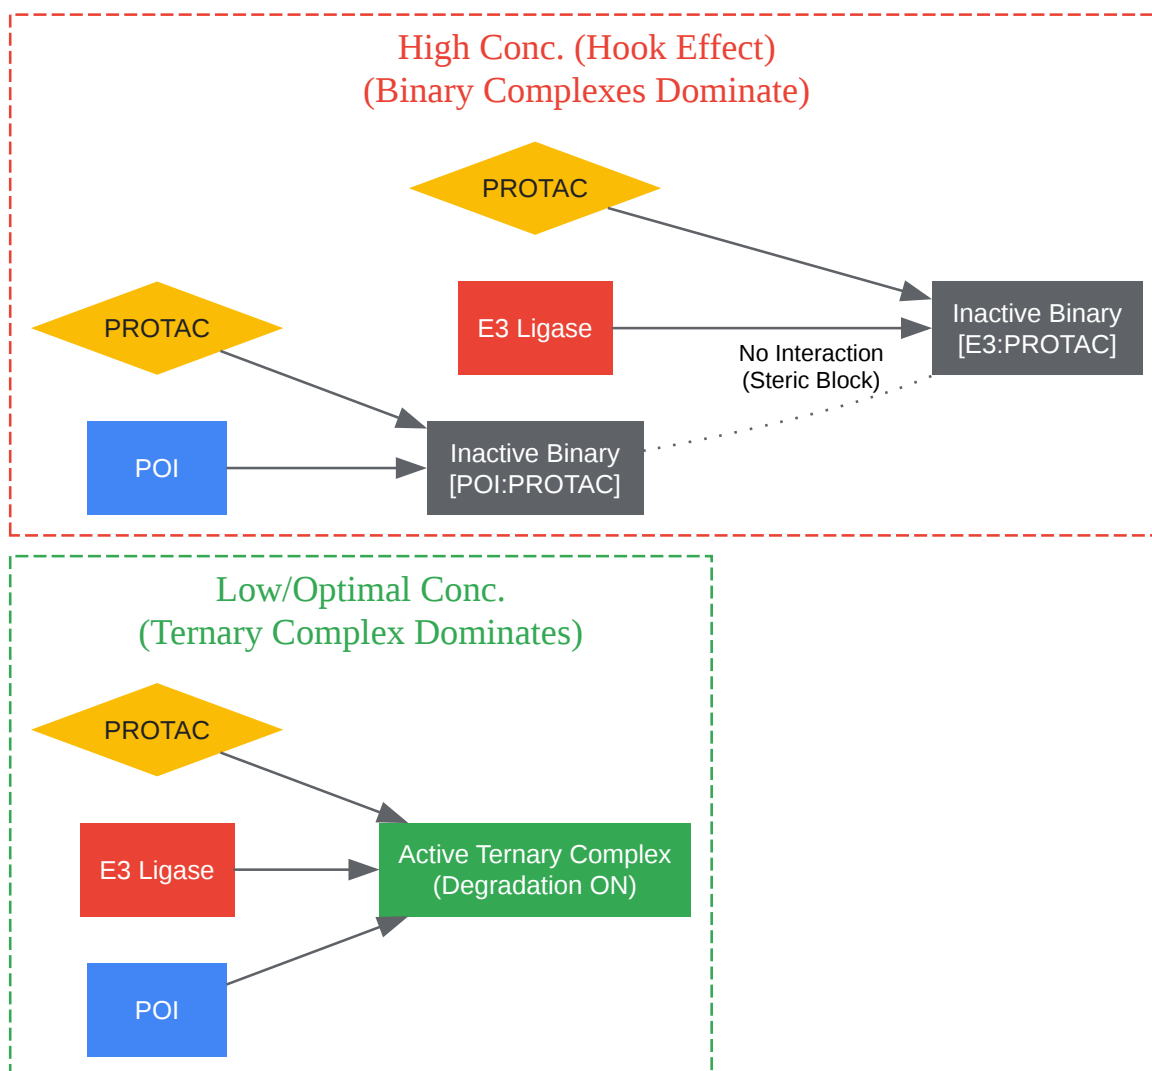 High Conc. (Hook Effect)
(Binary Complexes Dominate)
PROTAC
PROTAC
E3 Ligase
Inactive Binary
[E3:PROTAC]
No Interaction
(Steric Block)
POI
Inactive Binary
[POI:PROTAC]
Low/Optimal Conc.
(Ternary Complex Dominates)
PROTAC
E3 Ligase
Active Ternary Complex
(Degradation ON)
POI